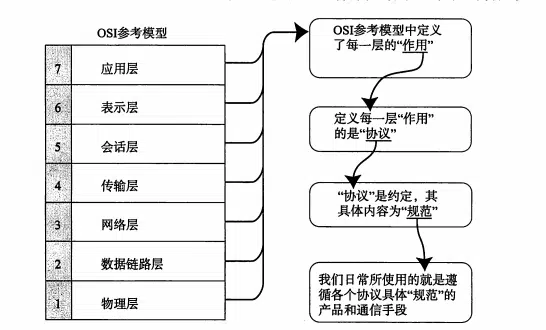 OSI参考模型
7 应用层
6 表示层
5 会话层
4 传输层
3 网络层
2 数据链路层
1 物理层
OSI参考模型中定义
了每一层的“作用”
定义每一层“作用”
的是“协议”
“协议”是约定，其
具体内容为“规范”
我们日常所使用的就是遵
循各个协议具体“规范”的
产品和通信手段